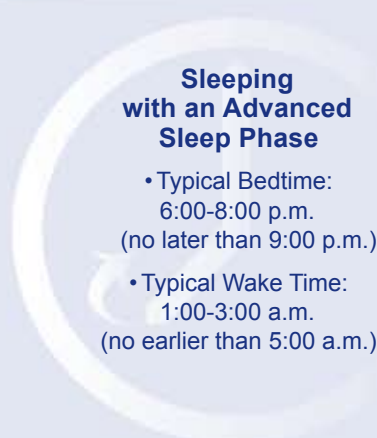 Sleeping
with an Advanced
Sleep Phase
• Typical Bedtime:
6:00-8:00 p.m.
(no later than 9:00 p.m.)
• Typical Wake Time:
1:00-3:00 a.m.
(no earlier than 5:00 a.m.)